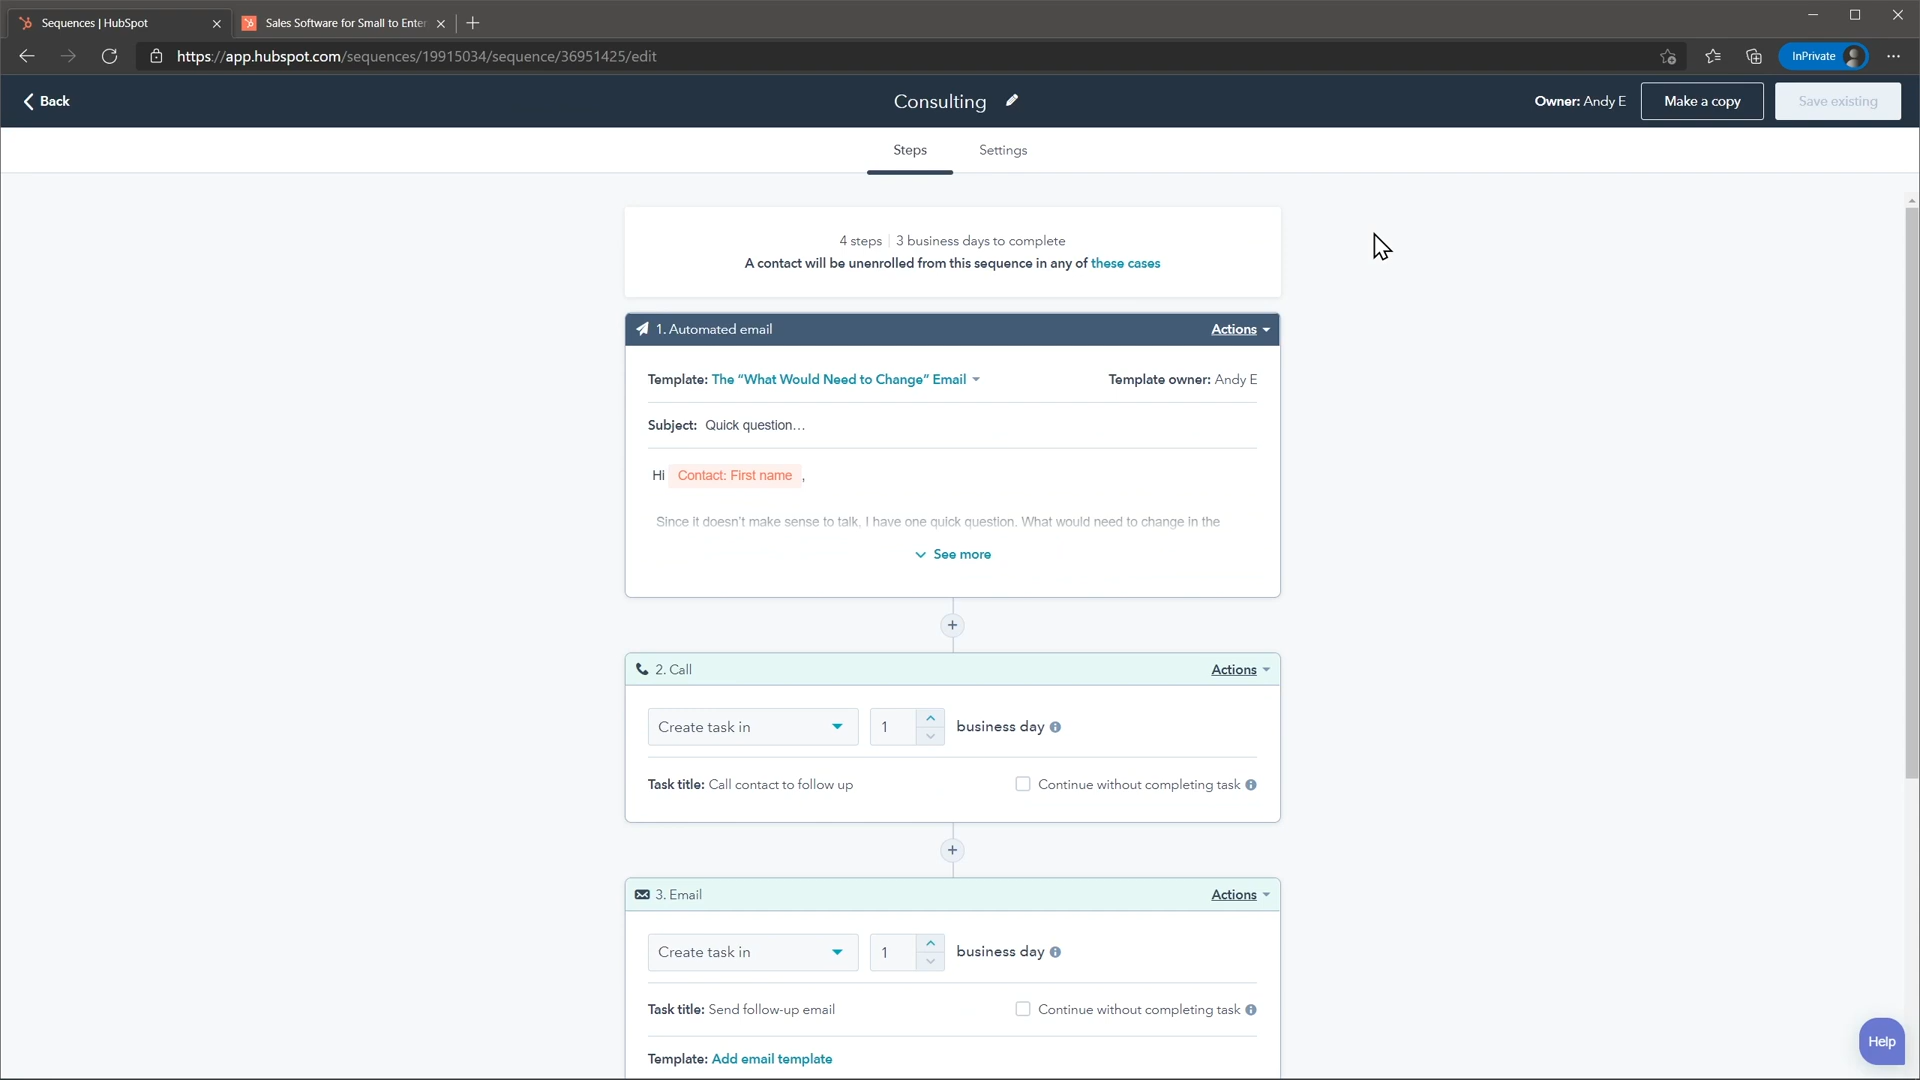 Sequences | HubSpot
Sales Software for Small to Enter
https://app.hubspot.com/sequences/19915034/sequence/36951425/edit
InPrivate
Back
Consulting
Owner: Andy E
Make a copy
Save existing
Steps
Settings
4 steps | 3 business days to complete
A contact will be unenrolled from this sequence in any of these cases
1. Automated email
Actions
Template: The “What Would Need to Change” Email
Template owner: Andy E
Subject: Quick question…
Hi Contact: First name ,
Since it doesn't make sense to talk, I have one quick question. What would need to change in the
See more
2. Call
Actions
Create task in
1
business day
Task title: Call contact to follow up
Continue without completing task
3. Email
Actions
Create task in
1
business day
Task title: Send follow-up email
Continue without completing task
Template: Add email template
Help